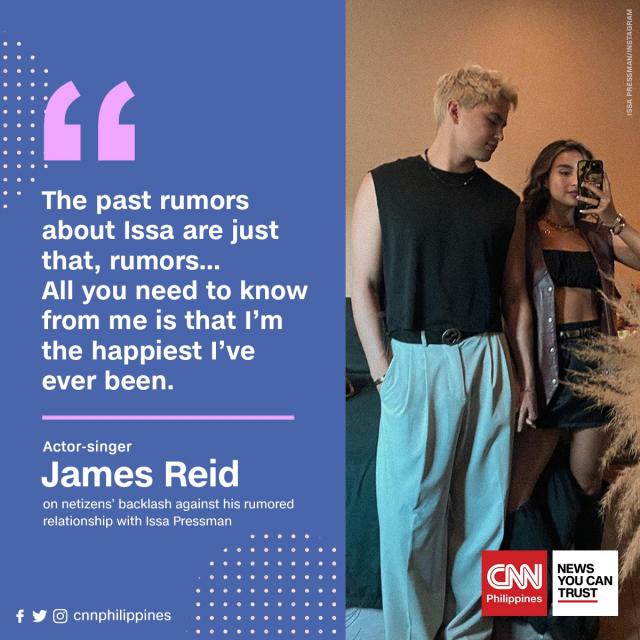 The past rumors
about Issa are just
that, rumors...
All you need to know
from me is that I'm
the happiest I've
ever been.
Actor-singer
James Reid
on netizens' backlash against his rumored
relationship with Issa Pressman
cnnphilippines
ISSA PRESSMAN/INSTAGRAM
CNN
Philippines
NEWS
YOU CAN
TRUST